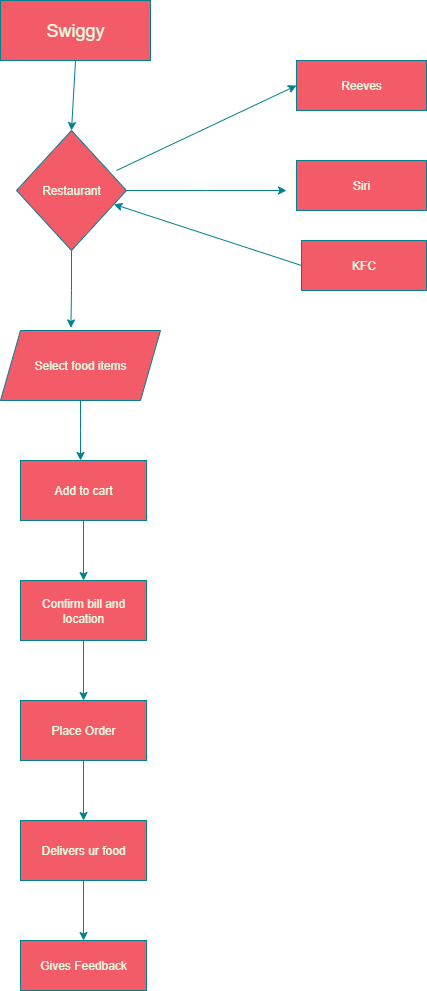 Swiggy
Reeves
Restaurant
Siri
KFC
Select food items
Add to cart
Confirm bill and
location
Place Order
Delivers ur food
Gives Feedback